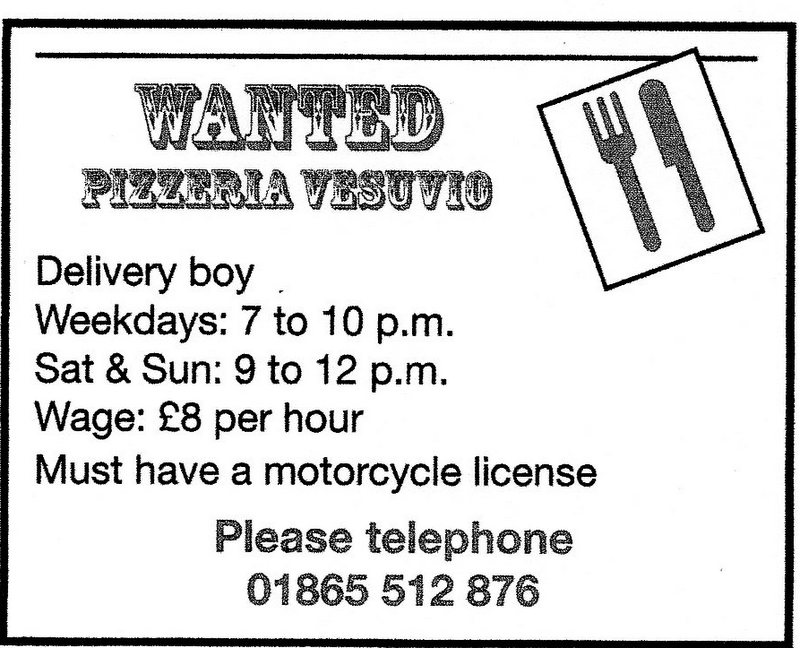 WANTED
PIZZERIA VESUVIO
Delivery boy
Weekdays: 7 to 10 p.m.
Sat & Sun: 9 to 12 p.m.
Wage: £8 per hour
Must have a motorcycle license
Please telephone
01865 512 876